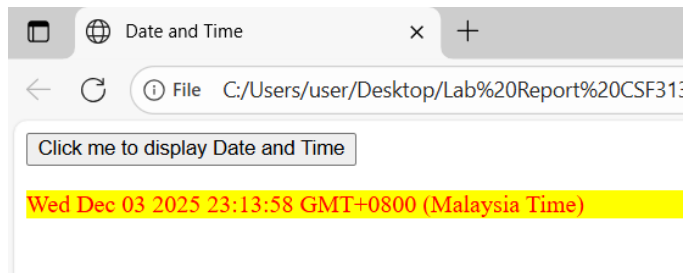 Date and Time
File C:/Users/user/Desktop/Lab%20Report%20CSF313
Click me to display Date and Time
Wed Dec 03 2025 23:13:58 GMT+0800 (Malaysia Time)